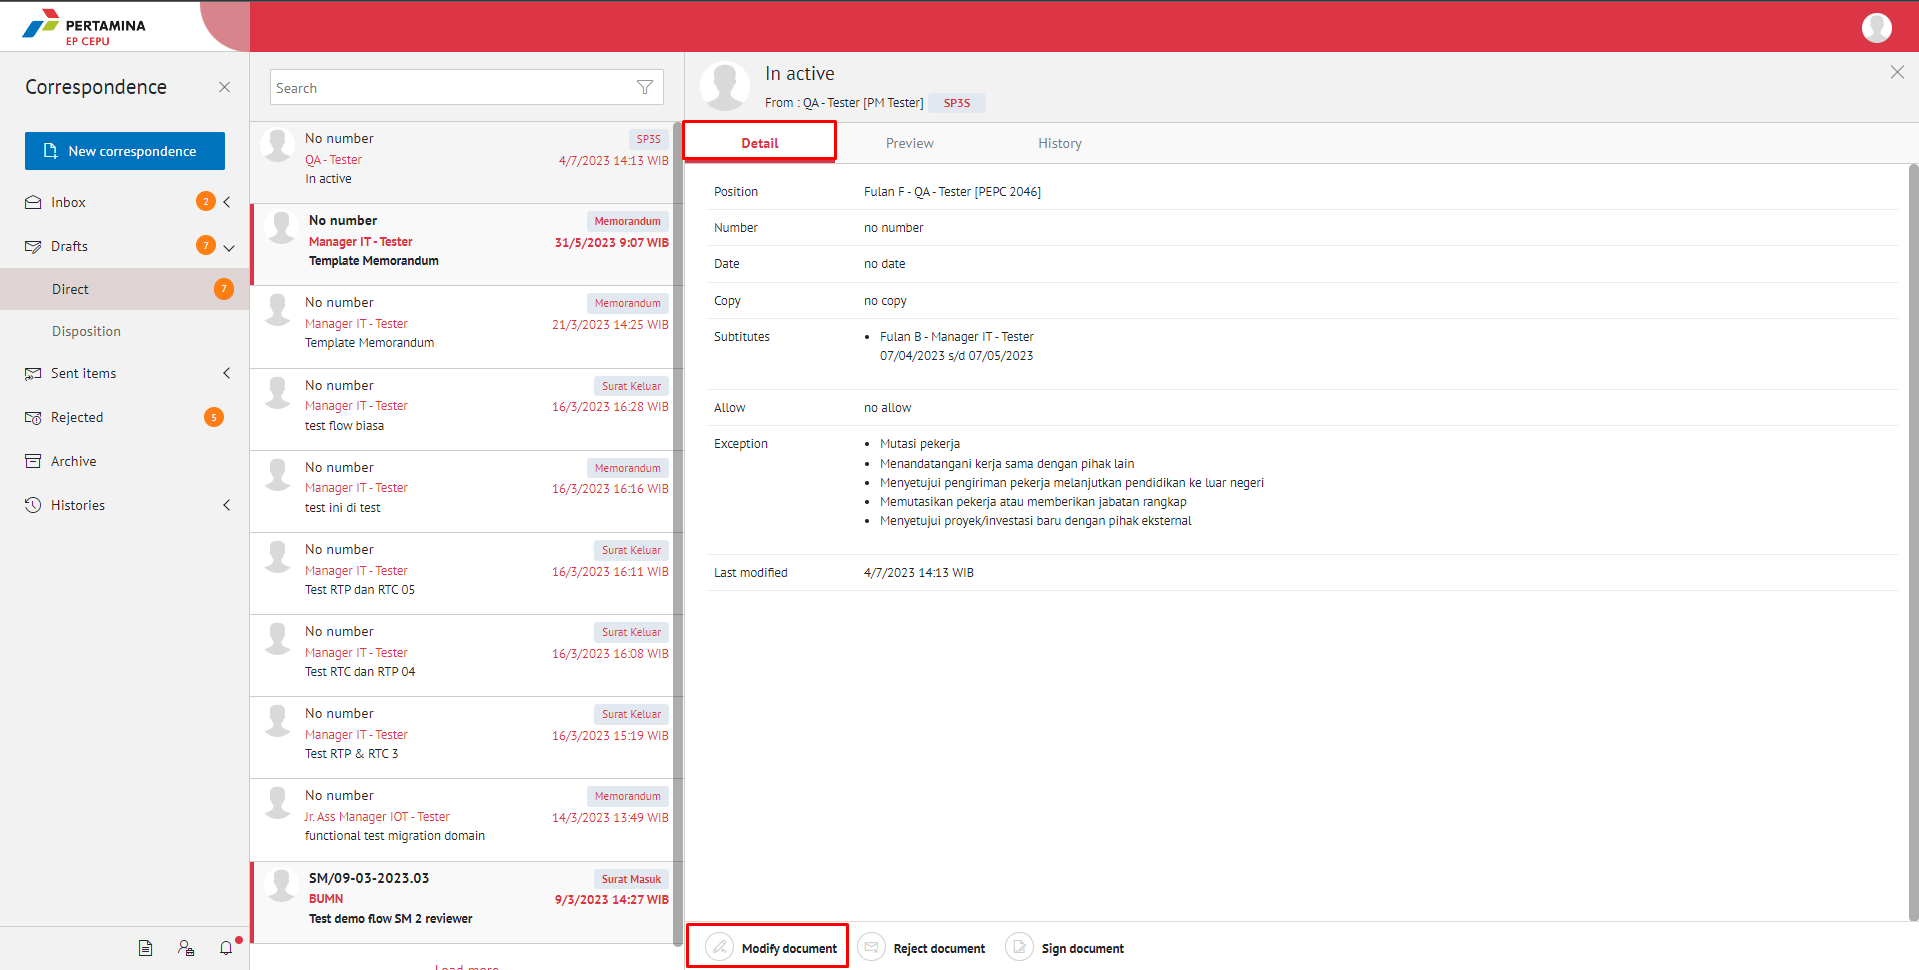 PERTAMINA
EP CEPU
Correspondence
New correspondence
Inbox 2
Drafts 7
Direct 7
Disposition
Sent items
Rejected 5
Archive
Histories
Search
No number SP3S
QA - Tester 4/7/2023 14:13 WIB
In active
No number Memorandum
Manager IT - Tester 31/5/2023 9:07 WIB
Template Memorandum
No number Memorandum
Manager IT - Tester 21/3/2023 14:25 WIB
Template Memorandum
No number Surat Keluar
Manager IT - Tester 16/3/2023 16:28 WIB
test flow biasa
No number Memorandum
Manager IT - Tester 16/3/2023 16:16 WIB
test ini di test
No number Surat Keluar
Manager IT - Tester 16/3/2023 16:11 WIB
Test RTP dan RTC 05
No number Surat Keluar
Manager IT - Tester 16/3/2023 16:08 WIB
Test RTC dan RTP 04
No number Surat Keluar
Manager IT - Tester 16/3/2023 15:19 WIB
Test RTP & RTC 3
No number Memorandum
Jr. Ass Manager IOT - Tester 14/3/2023 13:49 WIB
functional test migration domain
SM/09-03-2023.03 Surat Masuk
BUMN 9/3/2023 14:27 WIB
Test demo flow SM 2 reviewer
Load more
In active
From : QA - Tester [PM Tester] SP3S
Detail Preview History
Position Fulan F - QA - Tester [PEPC 2046]
Number no number
Date no date
Copy no copy
Subtitutes • Fulan B - Manager IT - Tester
07/04/2023 s/d 07/05/2023
Allow no allow
Exception • Mutasi pekerja
• Menandatangani kerja sama dengan pihak lain
• Menyetujui pengiriman pekerja melanjutkan pendidikan ke luar negeri
• Memutasikan pekerja atau memberikan jabatan rangkap
• Menyetujui proyek/investasi baru dengan pihak eksternal
Last modified 4/7/2023 14:13 WIB
Modify document Reject document Sign document